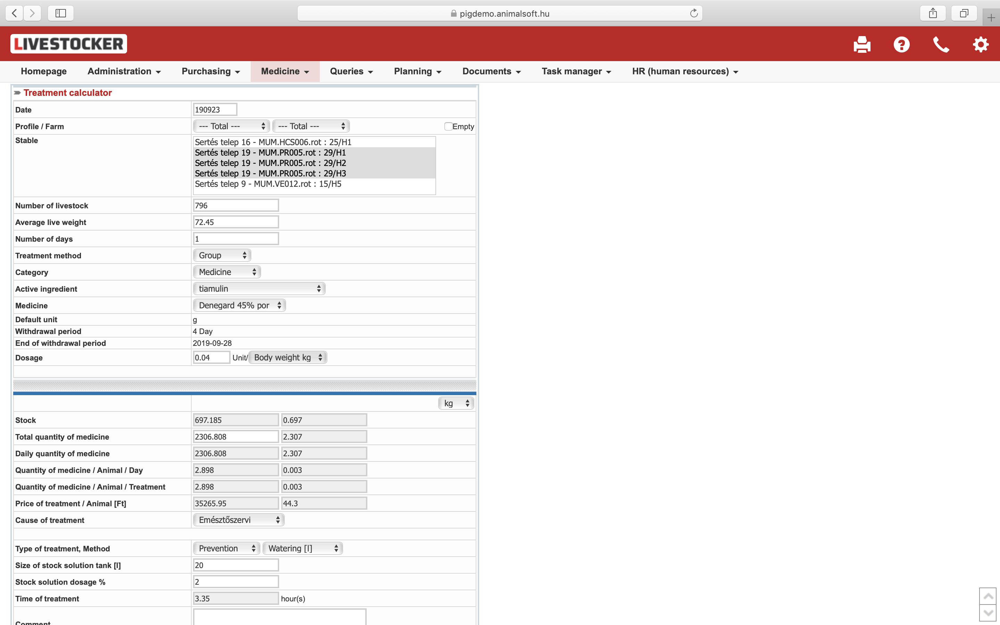 pigdemo.animalsoft.hu
LIVESTOCKER
Homepage Administration Purchasing Medicine Queries Planning Documents Task manager HR (human resources)
Treatment calculator
Date 190923
Profile / Farm --- Total --- --- Total --- Empty
Stable
Sertés telep 16 - MUM.HCS006.rot : 25/H1
Sertés telep 19 - MUM.PR005.rot : 29/H1
Sertés telep 19 - MUM.PR005.rot : 29/H2
Sertés telep 19 - MUM.PR005.rot : 29/H3
Sertés telep 9 - MUM.VE012.rot : 15/H5
Number of livestock 796
Average live weight 72.45
Number of days 1
Treatment method Group
Category Medicine
Active ingredient tiamulin
Medicine Denegard 45% por
Default unit g
Withdrawal period 4 Day
End of withdrawal period 2019-09-28
Dosage 0.04 Unit/ Body weight kg
kg
Stock 697.185 0.697
Total quantity of medicine 2306.808 2.307
Daily quantity of medicine 2306.808 2.307
Quantity of medicine / Animal / Day 2.898 0.003
Quantity of medicine / Animal / Treatment 2.898 0.003
Price of treatment / Animal [Ft] 35265.95 44.3
Cause of treatment Emésztőszervi
Type of treatment, Method Prevention Watering [l]
Size of stock solution tank [l] 20
Stock solution dosage % 2
Time of treatment 3.35 hour(s)
Comment